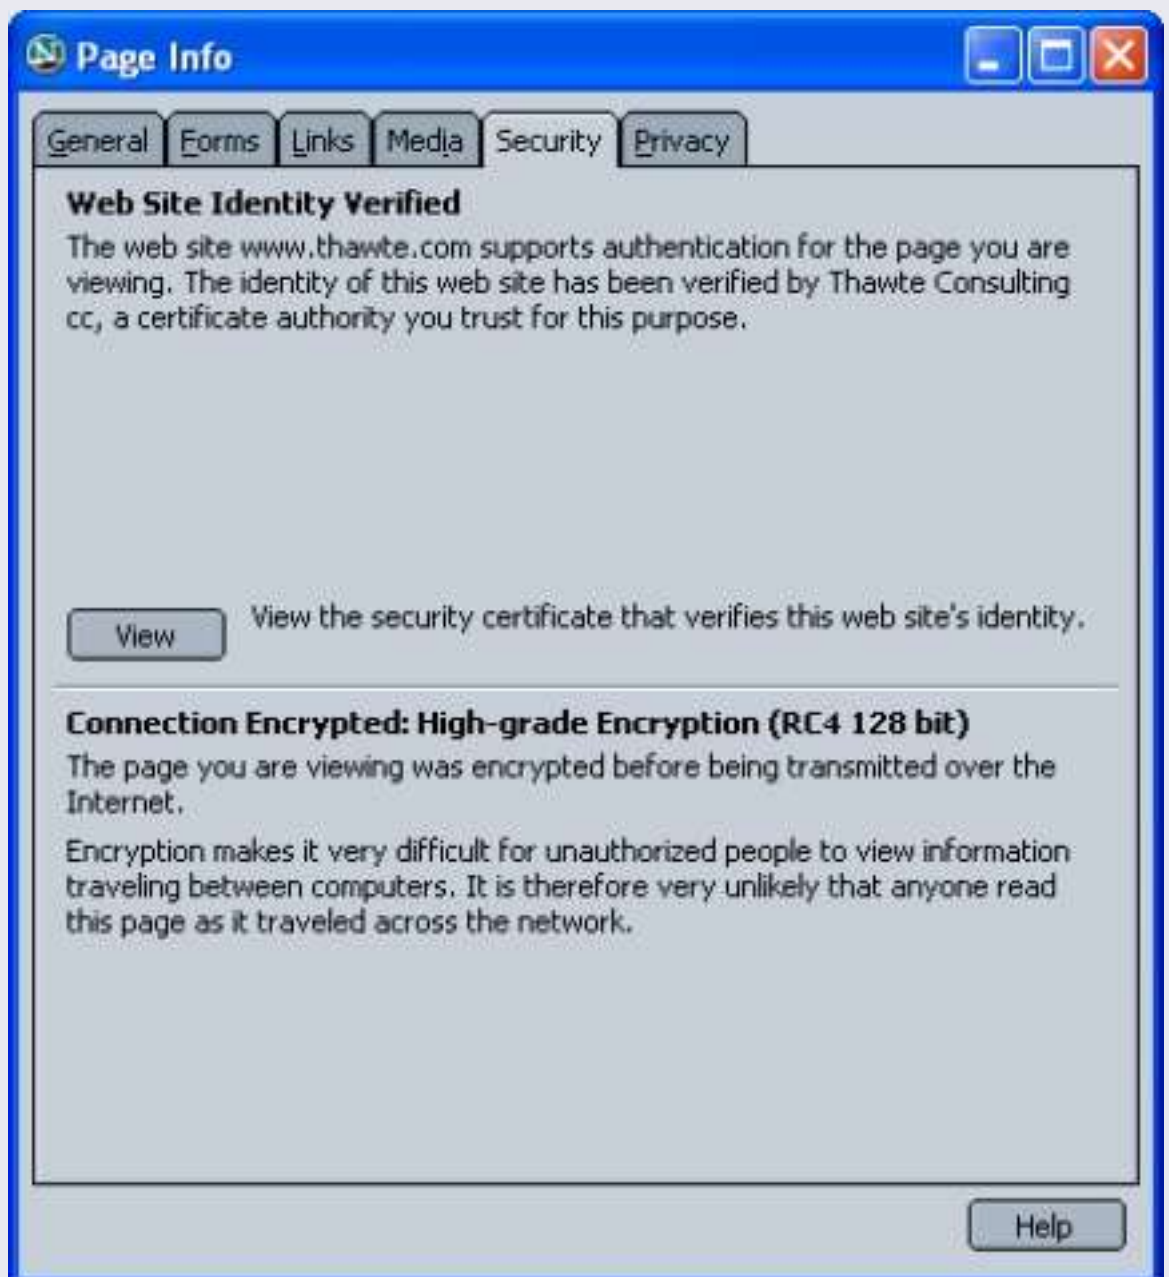 Page Info
General Forms Links Media Security Privacy
Web Site Identity Verified
The web site www.thawte.com supports authentication for the page you are
viewing. The identity of this web site has been verified by Thawte Consulting
cc, a certificate authority you trust for this purpose.
View View the security certificate that verifies this web site's identity.
Connection Encrypted: High-grade Encryption (RC4 128 bit)
The page you are viewing was encrypted before being transmitted over the
Internet.
Encryption makes it very difficult for unauthorized people to view information
traveling between computers. It is therefore very unlikely that anyone read
this page as it traveled across the network.
Help